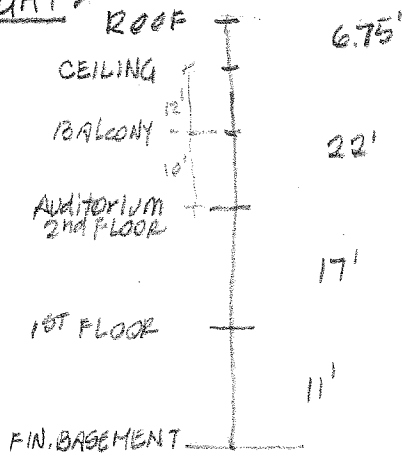 ROOF
6.75'
CEILING
12'
BALCONY
22'
10'
Auditorium
2nd FLOOR
17'
1ST FLOOR
11'
FIN. BASEMENT